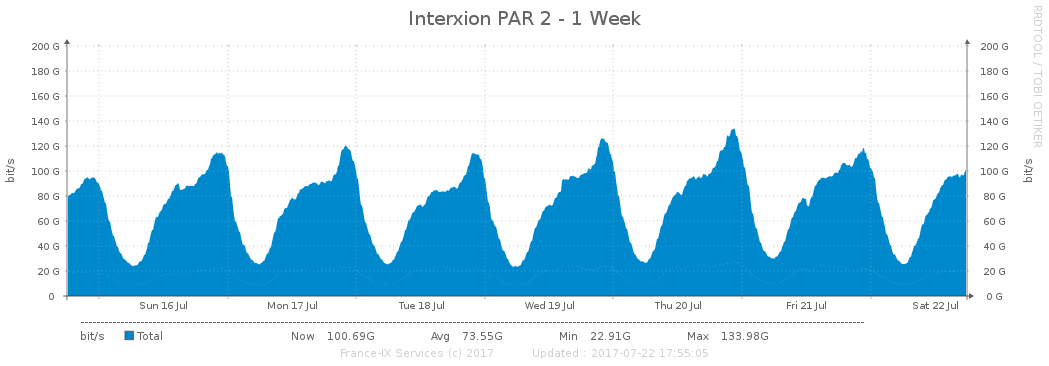 Interxion PAR 2 - 1 Week
RRDTOOL / TOBI OETIKER
200 G 200 G
180 G 180 G
160 G 160 G
140 G 140 G
120 G 120 G
100 G 100 G
80 G 80 G
60 G 60 G
40 G 40 G
20 G 20 G
0 0 G
bit/s
bit/s
Sun 16 Jul Mon 17 Jul Tue 18 Jul Wed 19 Jul Thu 20 Jul Fri 21 Jul Sat 22 Jul
bit/s Total Now 100.69G Avg 73.55G Min 22.91G Max 133.98G
France-IX Services (c) 2017 Updated : 2017-07-22 17:55:05